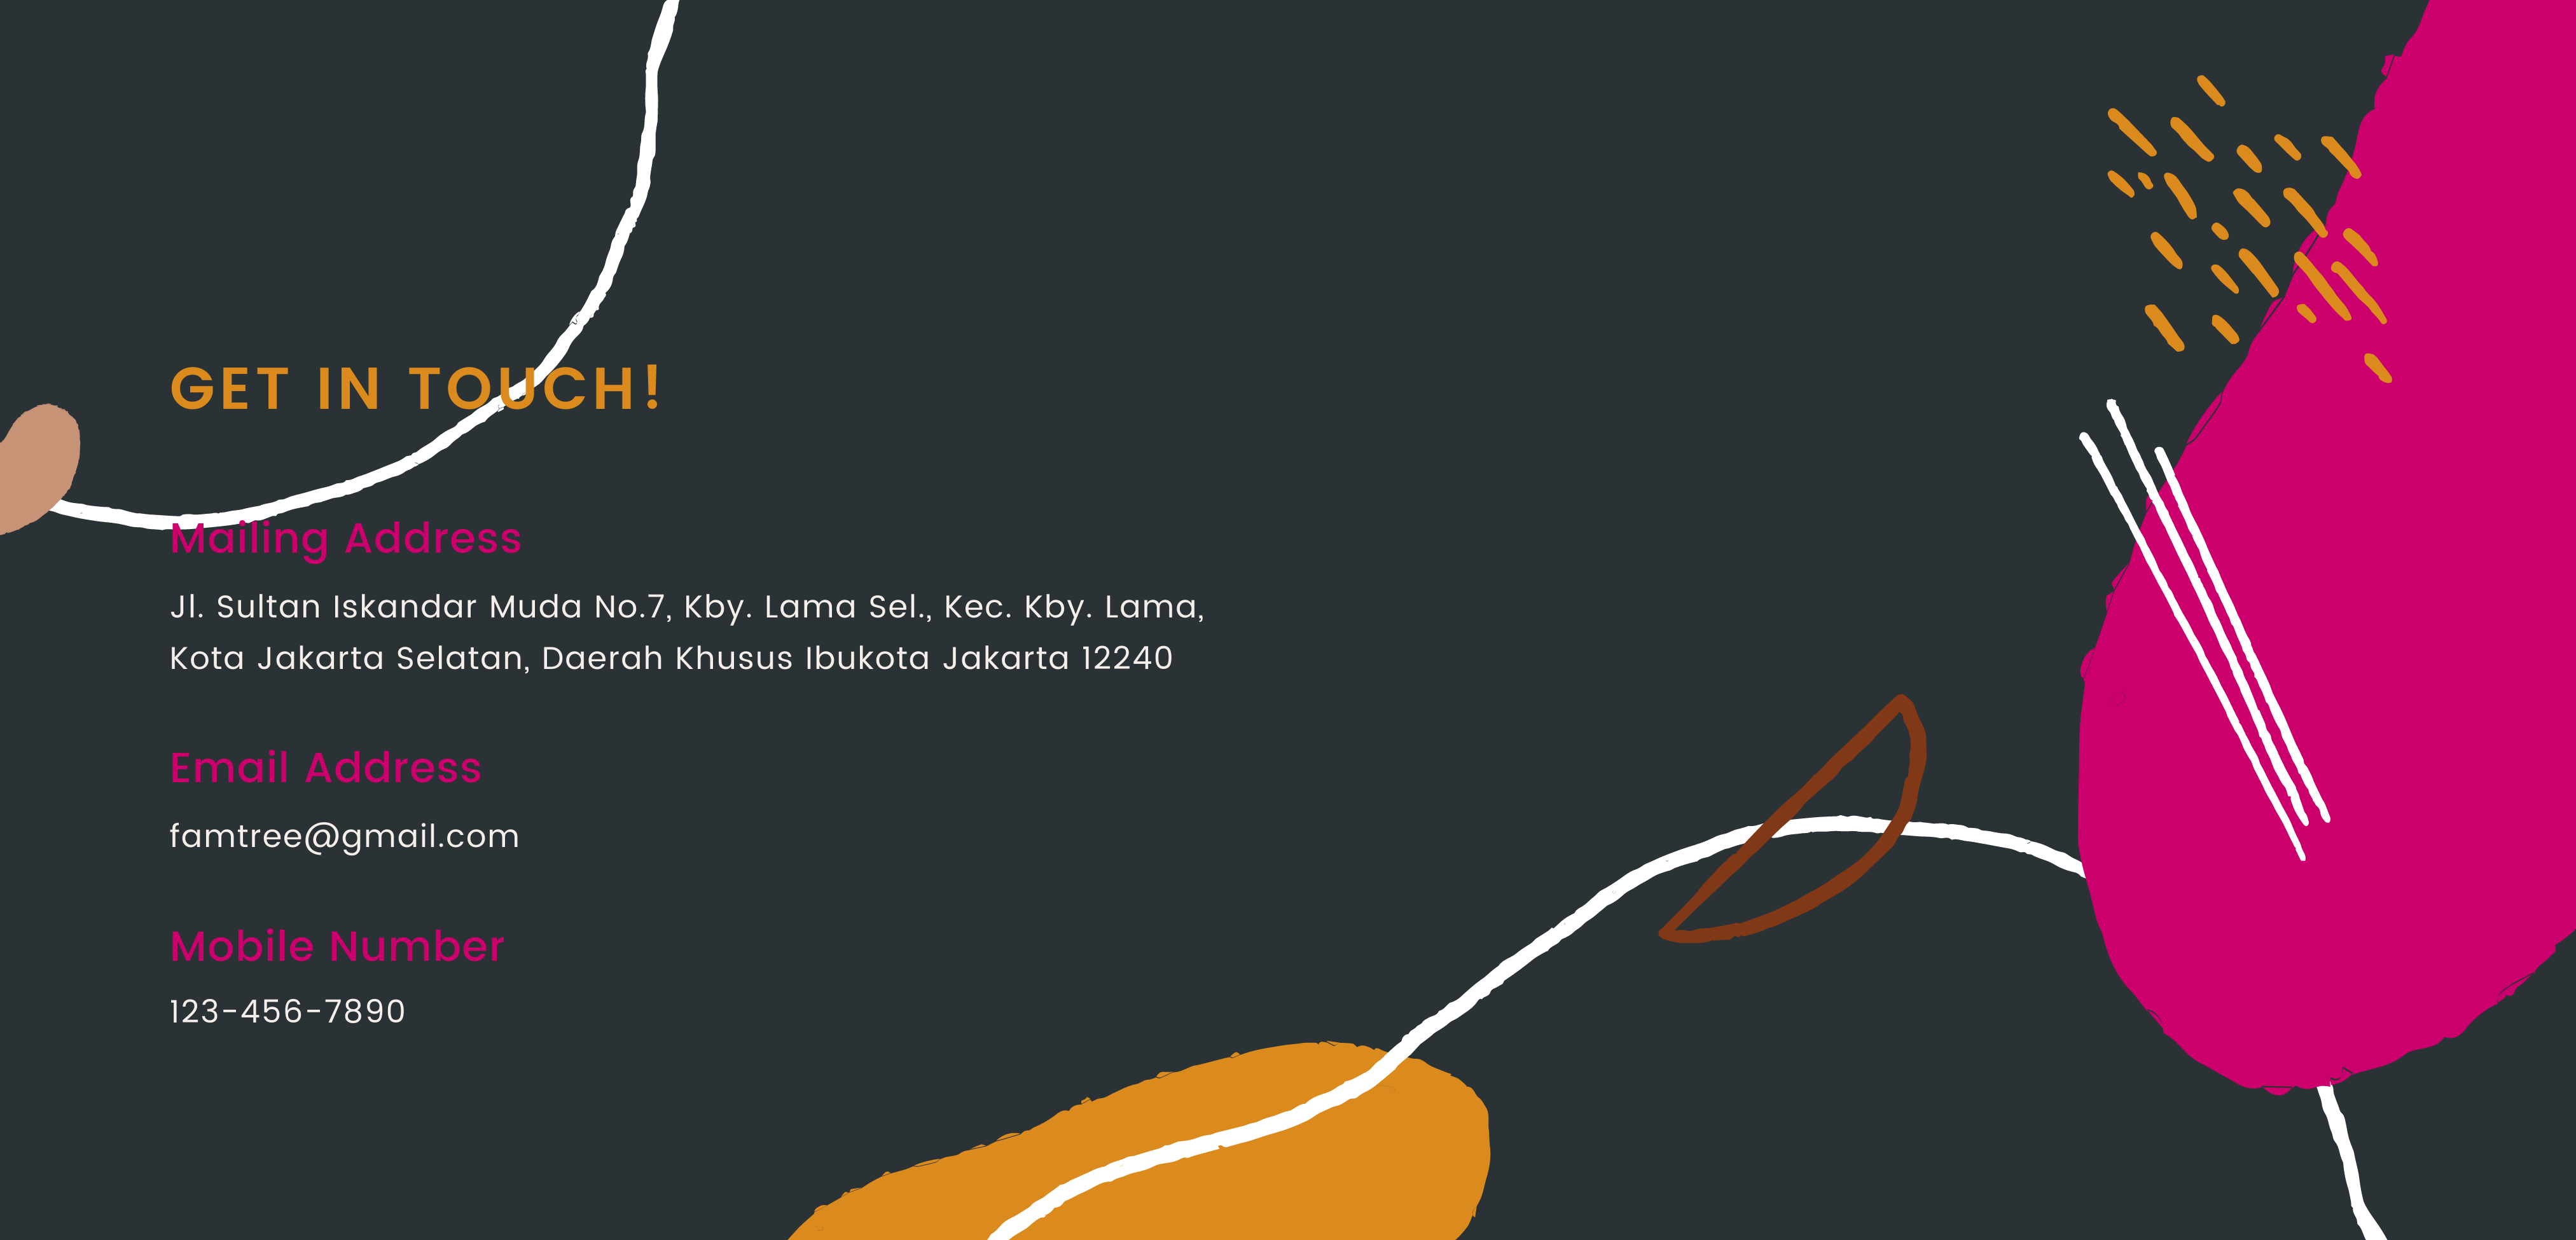 GET IN TOUCH!
Mailing Address
Jl. Sultan Iskandar Muda No.7, Kby. Lama Sel., Kec. Kby. Lama,
Kota Jakarta Selatan, Daerah Khusus Ibukota Jakarta 12240
Email Address
famtree@gmail.com
Mobile Number
123-456-7890